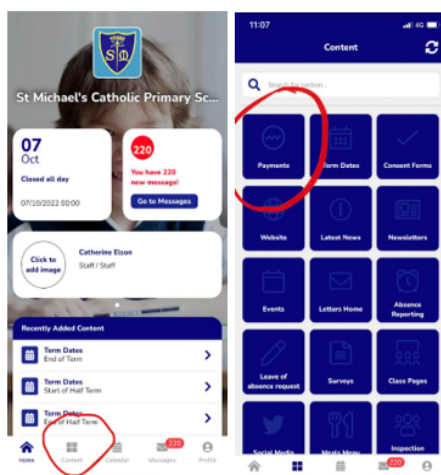 SM
St Michael's Catholic Primary Sc...
07
Oct
Closed all day
07/10/2022 00:00
220
You have 220
new message!
Go to Messages
Click to
add image
Catherine Elson
Staff / Staff
Recently Added Content
Term Dates
End of Term
Term Dates
Start of Half Term
Term Dates
End of Half Term
Home
Content
Calendar
220
Messages
Profile
11:07
4G
Content
Search for section...
Payments
Term Dates
Consent Forms
Website
Latest News
Newsletters
Events
Letters Home
Absence
Reporting
Leave of
absence request
Surveys
Class Pages
Social Media
Meals Menu
Inspection
220